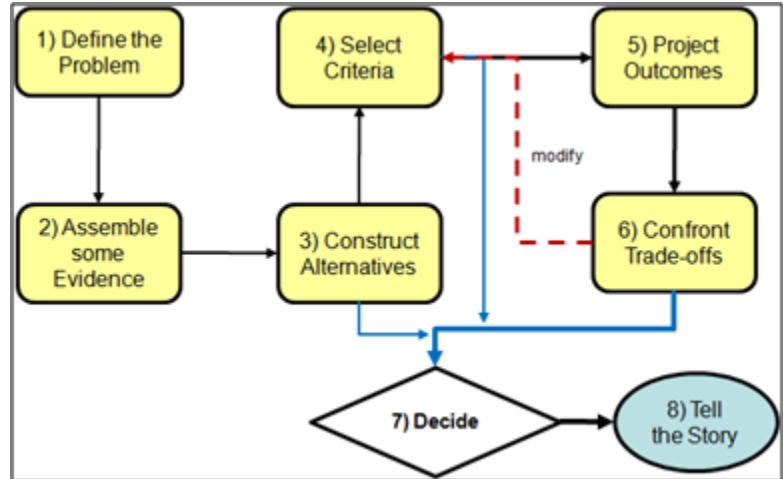 1) Define the
Problem
2) Assemble
some
Evidence
3) Construct
Alternatives
4) Select
Criteria
5) Project
Outcomes
modify
6) Confront
Trade-offs
7) Decide
8) Tell
the Story